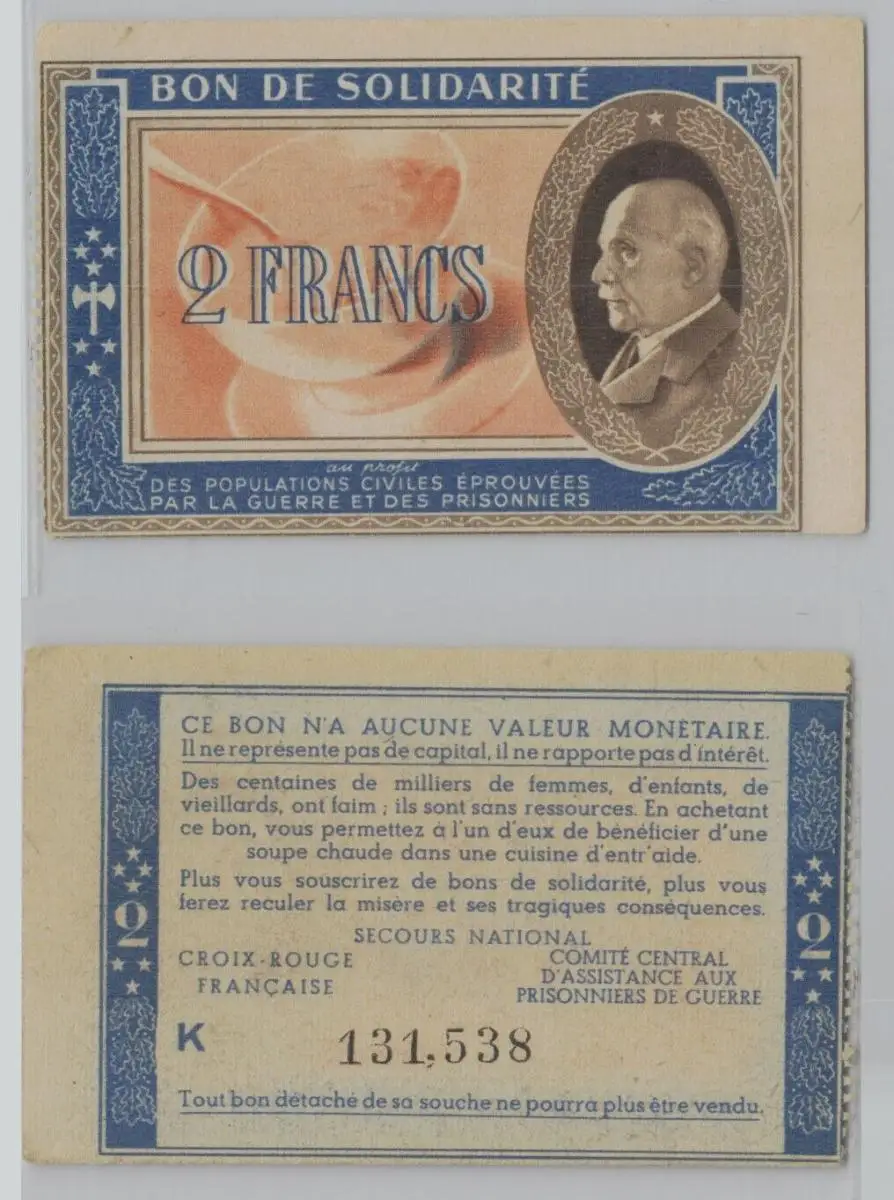 BON DE SOLIDARITÉ
2 FRANCS
au profit
DES POPULATIONS CIVILES ÉPROUVÉES
PAR LA GUERRE ET DES PRISONNIERS
CE BON N'A AUCUNE VALEUR MONÉTAIRE.
Il ne représente pas de capital, il ne rapporte pas d'intérêt.
Des centaines de milliers de femmes, d'enfants, de
vieillards, ont faim ; ils sont sans ressources. En achetant
ce bon, vous permettez à l'un d'eux de bénéficier d'une
soupe chaude dans une cuisine d'entr'aide.
Plus vous souscrirez de bons de solidarité, plus vous
ferez reculer la misère et ses tragiques conséquences.
2
2
SECOURS NATIONAL
CROIX-ROUGE
FRANÇAISE
COMITÉ CENTRAL
D'ASSISTANCE AUX
PRISONNIERS DE GUERRE
K 131,538
Tout bon détaché de sa souche ne pourra plus être vendu.